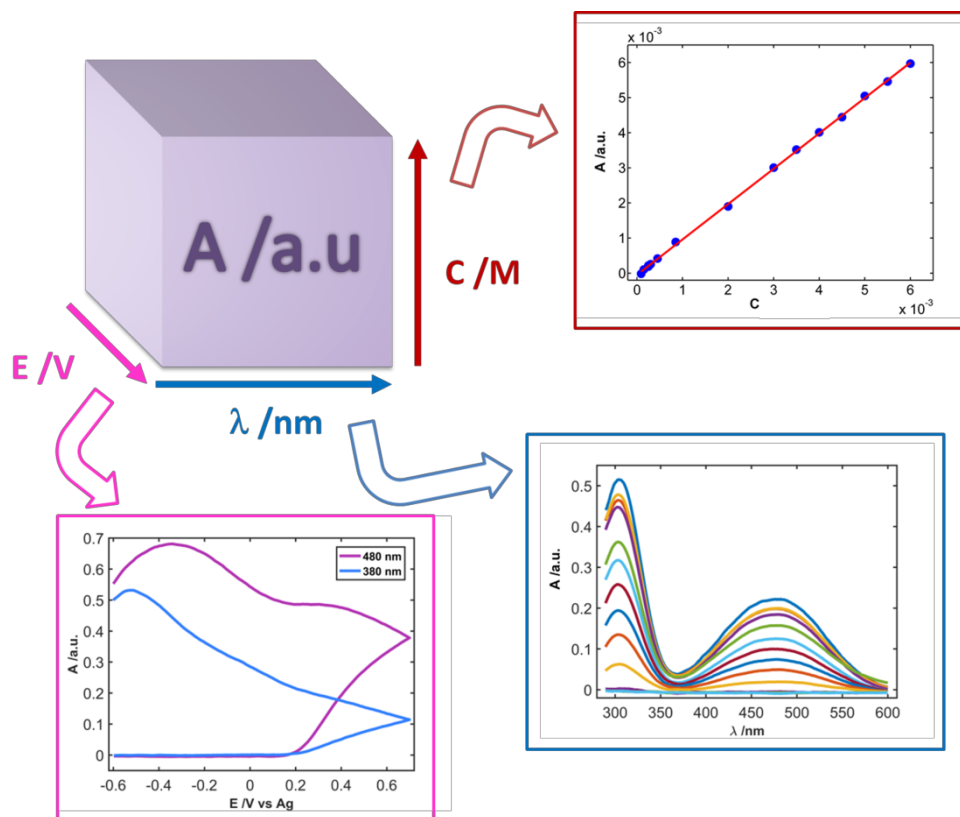 A /a.u
C /M
E /V
λ /nm
x 10⁻³
6
5
4
3
2
1
0
A /a.u.
0 1 2 3 4 5 6
C
x 10⁻³
0.7
0.6
0.5
0.4
0.3
0.2
0.1
0
A /a.u.
480 nm
380 nm
-0.6 -0.4 -0.2 0 0.2 0.4 0.6
E /V vs Ag
0.5
0.4
0.3
0.2
0.1
0
A /a.u.
300 350 400 450 500 550 600
λ /nm